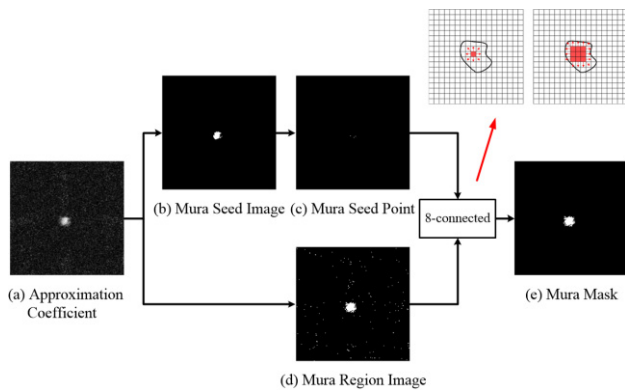 (b) Mura Seed Image
(c) Mura Seed Point
8-connected
(a) Approximation
Coefficient
(e) Mura Mask
(d) Mura Region Image